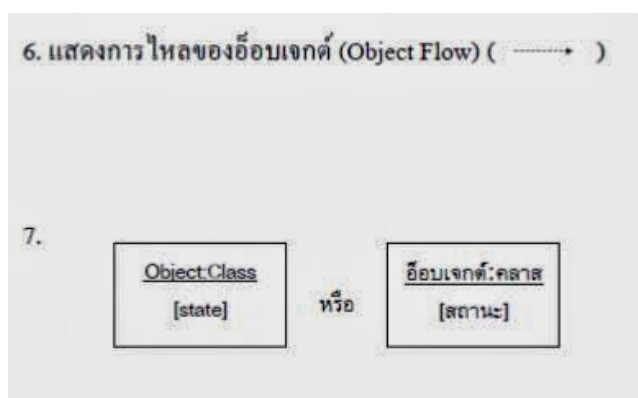 6. แสดงการไหลของอ็อบเจกต์ (Object Flow) ( )
7.
Object:Class
[state]
หรือ
อ็อบเจกต์:คลาส
[สถานะ]